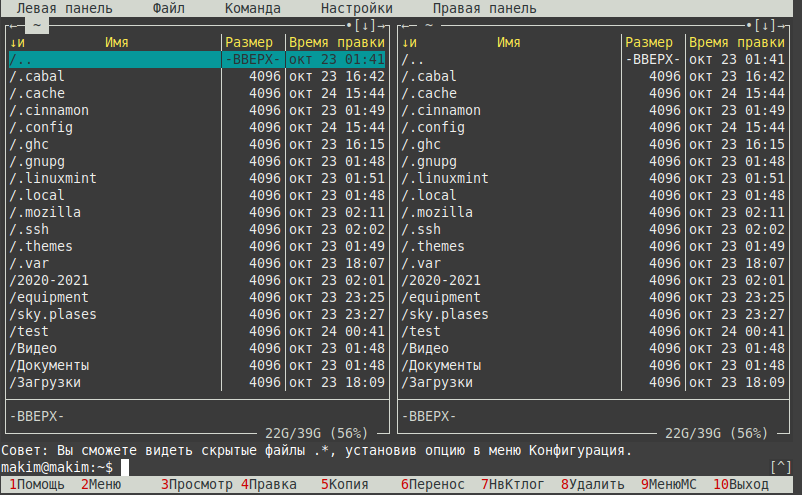 Левая панель Файл Команда Настройки Правая панель
←─ ~ ─•[↓]→ ←─ ~ ─•[↓]→
↓и Имя Размер Время правки ↓и Имя Размер Время правки
/.. -ВВЕРХ- окт 23 01:41 /.. -ВВЕРХ- окт 23 01:41
/.cabal 4096 окт 23 16:42 /.cabal 4096 окт 23 16:42
/.cache 4096 окт 24 15:44 /.cache 4096 окт 24 15:44
/.cinnamon 4096 окт 23 01:49 /.cinnamon 4096 окт 23 01:49
/.config 4096 окт 24 15:44 /.config 4096 окт 24 15:44
/.ghc 4096 окт 23 16:15 /.ghc 4096 окт 23 16:15
/.gnupg 4096 окт 23 01:48 /.gnupg 4096 окт 23 01:48
/.linuxmint 4096 окт 23 01:51 /.linuxmint 4096 окт 23 01:51
/.local 4096 окт 23 01:48 /.local 4096 окт 23 01:48
/.mozilla 4096 окт 23 02:11 /.mozilla 4096 окт 23 02:11
/.ssh 4096 окт 23 02:02 /.ssh 4096 окт 23 02:02
/.themes 4096 окт 23 01:49 /.themes 4096 окт 23 01:49
/.var 4096 окт 23 18:07 /.var 4096 окт 23 18:07
/2020-2021 4096 окт 23 02:01 /2020-2021 4096 окт 23 02:01
/equipment 4096 окт 23 23:25 /equipment 4096 окт 23 23:25
/sky.plases 4096 окт 23 23:27 /sky.plases 4096 окт 23 23:27
/test 4096 окт 24 00:41 /test 4096 окт 24 00:41
/Видео 4096 окт 23 01:48 /Видео 4096 окт 23 01:48
/Документы 4096 окт 23 01:48 /Документы 4096 окт 23 01:48
/Загрузки 4096 окт 23 18:09 /Загрузки 4096 окт 23 18:09
-ВВЕРХ- -ВВЕРХ-
22G/39G (56%) 22G/39G (56%)
Совет: Вы сможете видеть скрытые файлы .*, установив опцию в меню Конфигурация.
makim@makim:~$ [^]
1Помощь 2Меню 3Просмотр 4Правка 5Копия 6Перенос 7НвКтлог 8Удалить 9МенюМС 10Выход